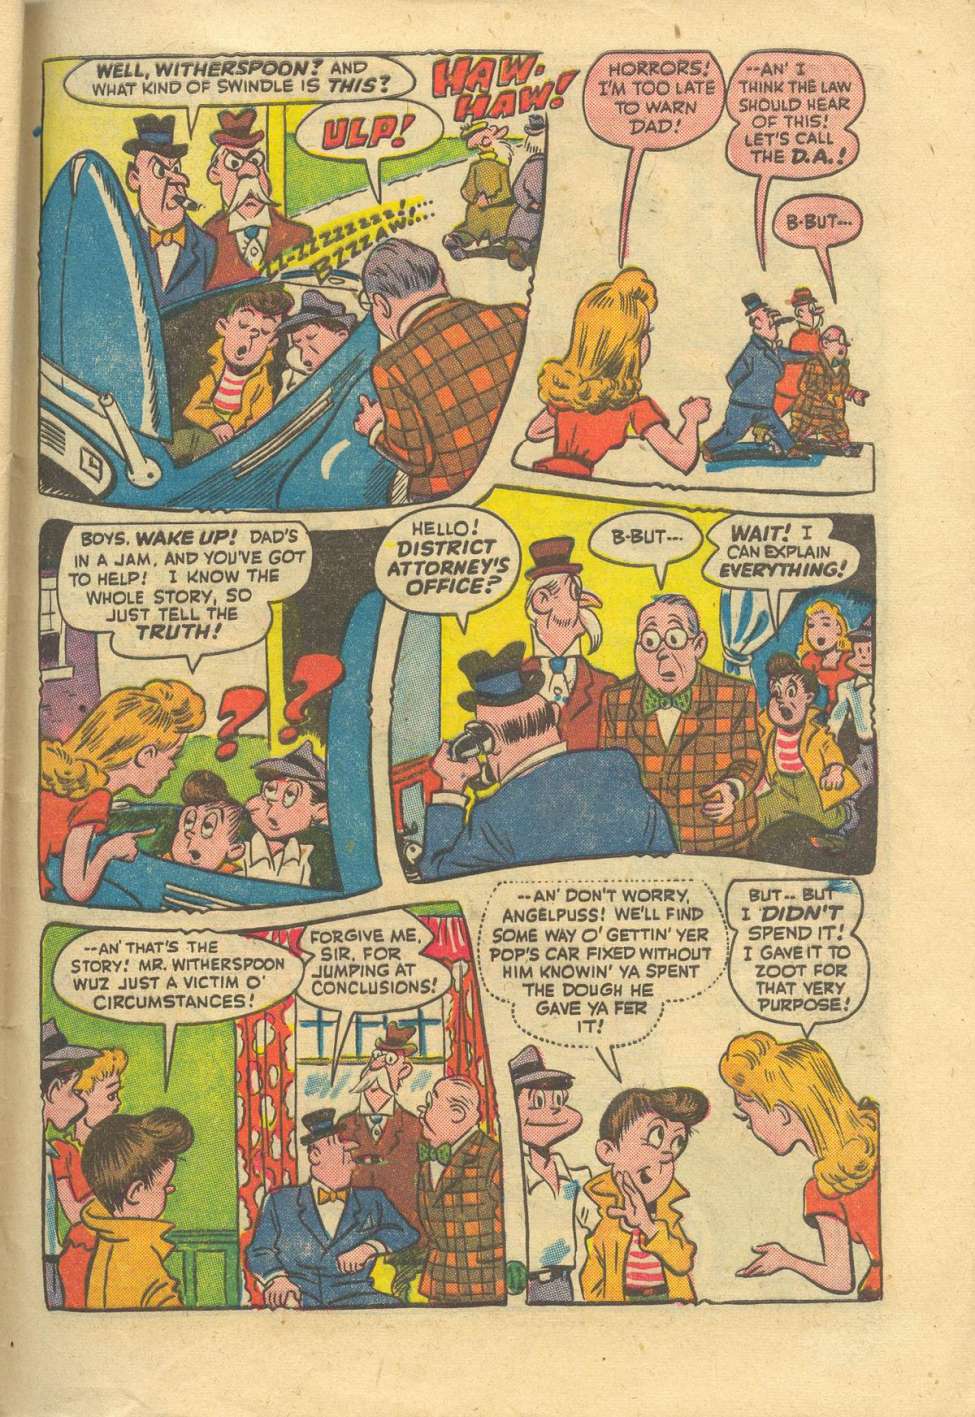 WELL, WITHERSPOON? AND
WHAT KIND OF SWINDLE IS THIS?
ULP!
HAW-
HAW!
ZZ-ZZZZZZZZ!,...
BZZZAW!...
HORRORS!
I'M TOO LATE
TO WARN
DAD!
--AN' I
THINK THE LAW
SHOULD HEAR
OF THIS!
LET'S CALL
THE D.A.!
B-BUT---
BOYS, WAKE UP! DAD'S
IN A JAM, AND YOU'VE GOT
TO HELP! I KNOW THE
WHOLE STORY, SO
JUST TELL THE
TRUTH!
? ?
HELLO!
DISTRICT
ATTORNEY'S
OFFICE?
B-BUT---
WAIT! I
CAN EXPLAIN
EVERYTHING!
--AN' THAT'S THE
STORY! MR. WITHERSPOON
WUZ JUST A VICTIM O'
CIRCUMSTANCES!
FORGIVE ME,
SIR, FOR
JUMPING AT
CONCLUSIONS!
--AN' DON'T WORRY,
ANGELPUSS! WE'LL FIND
SOME WAY O' GETTIN' YER
POP'S CAR FIXED WITHOUT
HIM KNOWIN' YA SPENT
THE DOUGH HE
GAVE YA FER
IT!
BUT-- BUT
I DIDN'T
SPEND IT!
I GAVE IT TO
ZOOT FOR
THAT VERY
PURPOSE!